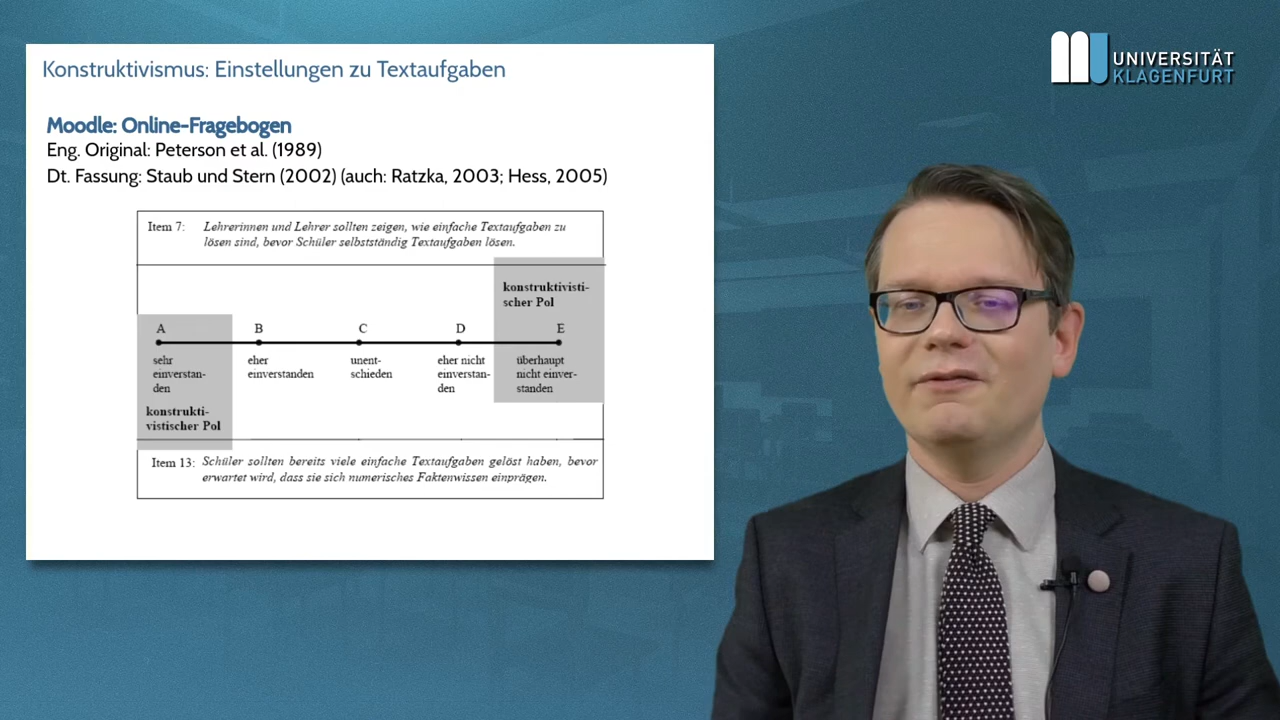 Konstruktivismus: Einstellungen zu Textaufgaben
UNIVERSITÄT
KLAGENFURT
Moodle: Online-Fragebogen
Eng. Original: Peterson et al. (1989)
Dt. Fassung: Staub und Stern (2002) (auch: Ratzka, 2003; Hess, 2005)
Item 7: Lehrerinnen und Lehrer sollten zeigen, wie einfache Textaufgaben zu
lösen sind, bevor Schüler selbstständig Textaufgaben lösen.
konstruktivisti-
scher Pol
A B C D E
sehr eher unent- eher nicht überhaupt
einverstan- einverstanden schieden einverstan- nicht einver-
den den standen
konstrukti-
vistischer Pol
Item 13: Schüler sollten bereits viele einfache Textaufgaben gelöst haben, bevor
erwartet wird, dass sie sich numerisches Faktenwissen einprägen.